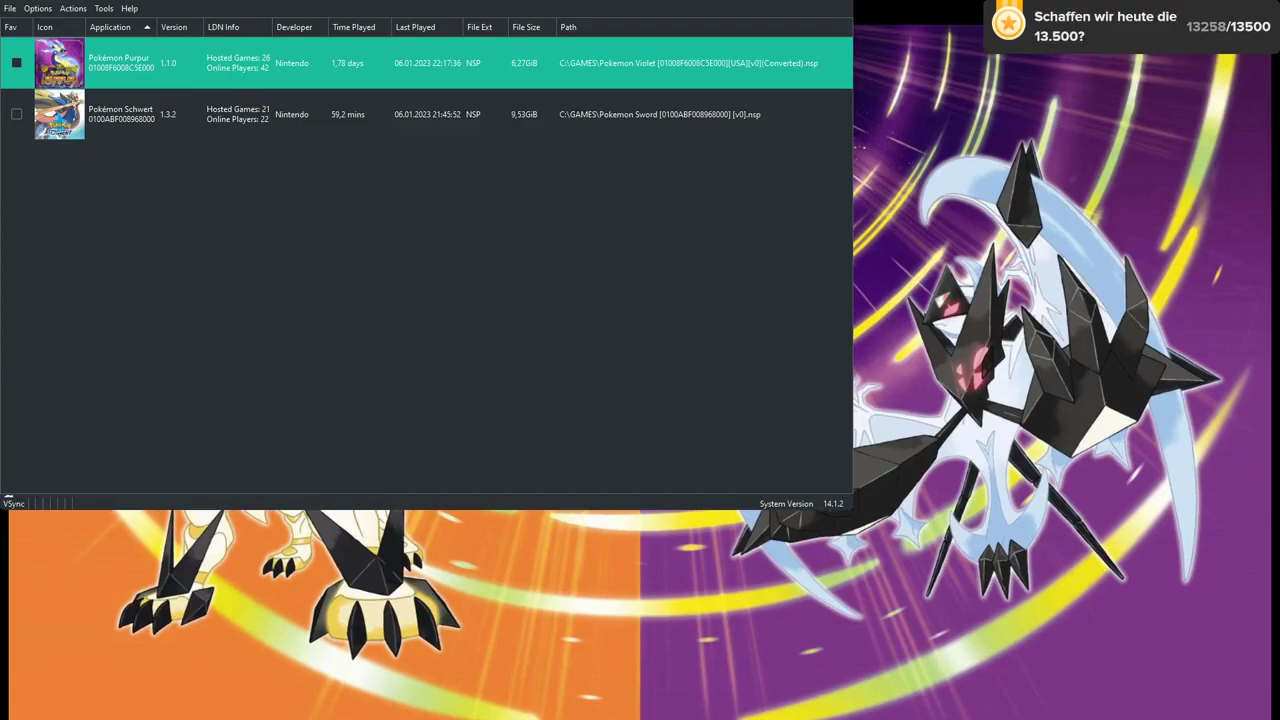 File Options Actions Tools Help
Schaffen wir heute die
13.500?
13258/13500
Fav Icon Application Version LDN Info Developer Time Played Last Played File Ext File Size Path
Pokémon Purpur
01008F6008C5E000
1.1.0
Hosted Games: 26
Online Players: 42
Nintendo 1,78 days 06.01.2023 22:17:36 NSP 6,27GiB C:\GAMES\Pokemon Violet [01008F6008C5E000][USA][v0](Converted).nsp
Pokémon Schwert
0100ABF008968000
1.3.2
Hosted Games: 21
Online Players: 22
Nintendo 59,2 mins 06.01.2023 21:45:52 NSP 9,53GiB C:\GAMES\Pokemon Sword [0100ABF008968000] [v0].nsp
VSync
System Version 14.1.2